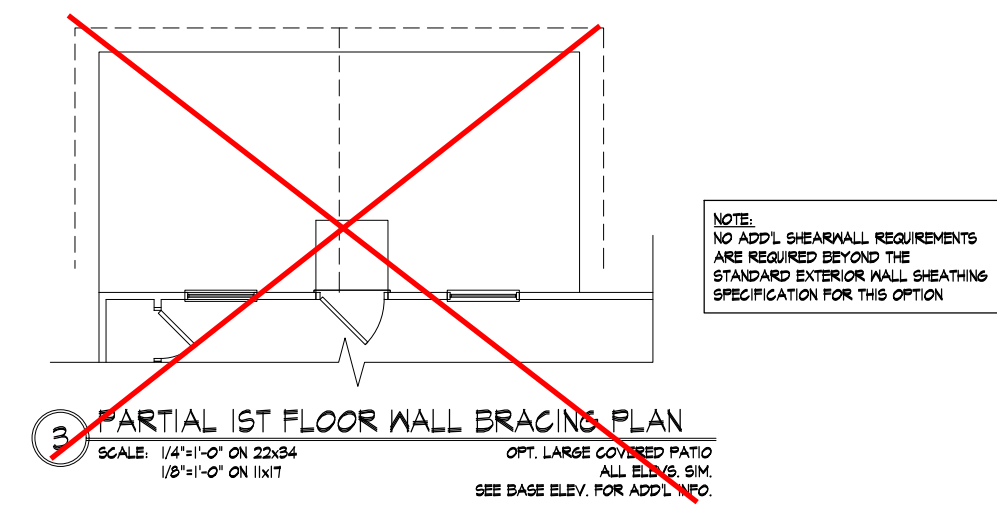 NOTE:
NO ADD'L SHEARWALL REQUIREMENTS
ARE REQUIRED BEYOND THE
STANDARD EXTERIOR WALL SHEATHING
SPECIFICATION FOR THIS OPTION
3
PARTIAL 1ST FLOOR WALL BRACING PLAN
SCALE: 1/4"=1'-0" ON 22x34
1/8"=1'-0" ON 11x17
OPT. LARGE COVERED PATIO
ALL ELEVS. SIM.
SEE BASE ELEV. FOR ADD'L INFO.